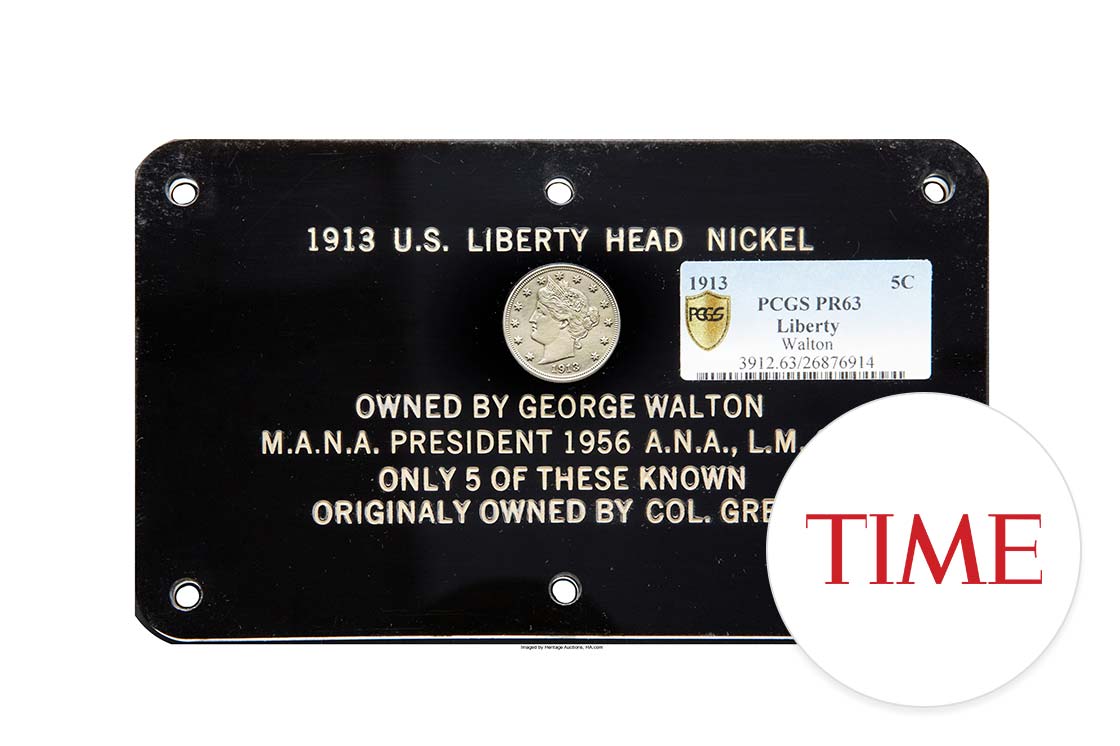 1913 U.S. LIBERTY HEAD NICKEL
1913
1913 5C
PCGS PR63
PCGS
Liberty
Walton
3912.63/26876914
OWNED BY GEORGE WALTON
M.A.N.A. PRESIDENT 1956 A.N.A., L.M.
ONLY 5 OF THESE KNOWN
ORIGINALY OWNED BY COL. GRE
TIME
Imaged by Heritage Auctions, HA.com